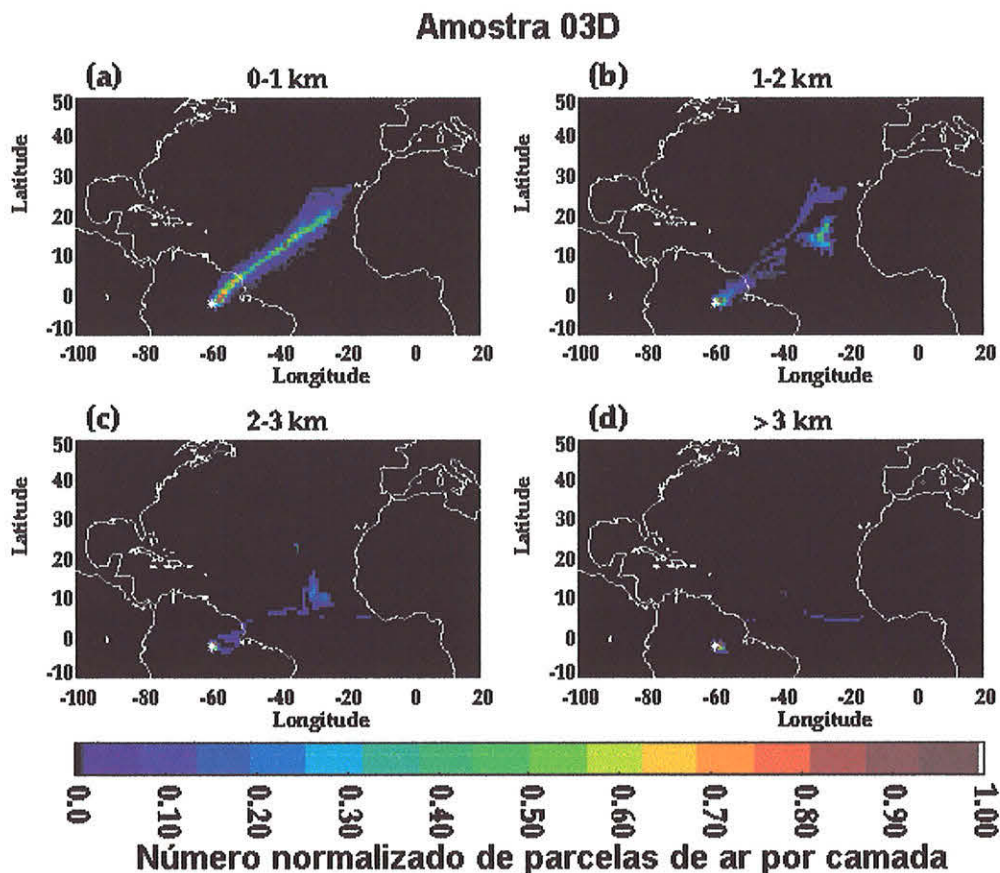 Amostra 03D
(a) 0-1 km
(b) 1-2 km
Latitude
50
40
30
20
10
0
-10
-100 -80 -60 -40 -20 0 20
Longitude
Latitude
50
40
30
20
10
0
-10
-100 -80 -60 -40 -20 0 20
Longitude
(c) 2-3 km
(d) >3 km
Latitude
50
40
30
20
10
0
-10
-100 -80 -60 -40 -20 0 20
Longitude
Latitude
50
40
30
20
10
0
-10
-100 -80 -60 -40 -20 0 20
Longitude
0.0 0.10 0.20 0.30 0.40 0.50 0.60 0.70 0.80 0.90 1.00
Número normalizado de parcelas de ar por camada